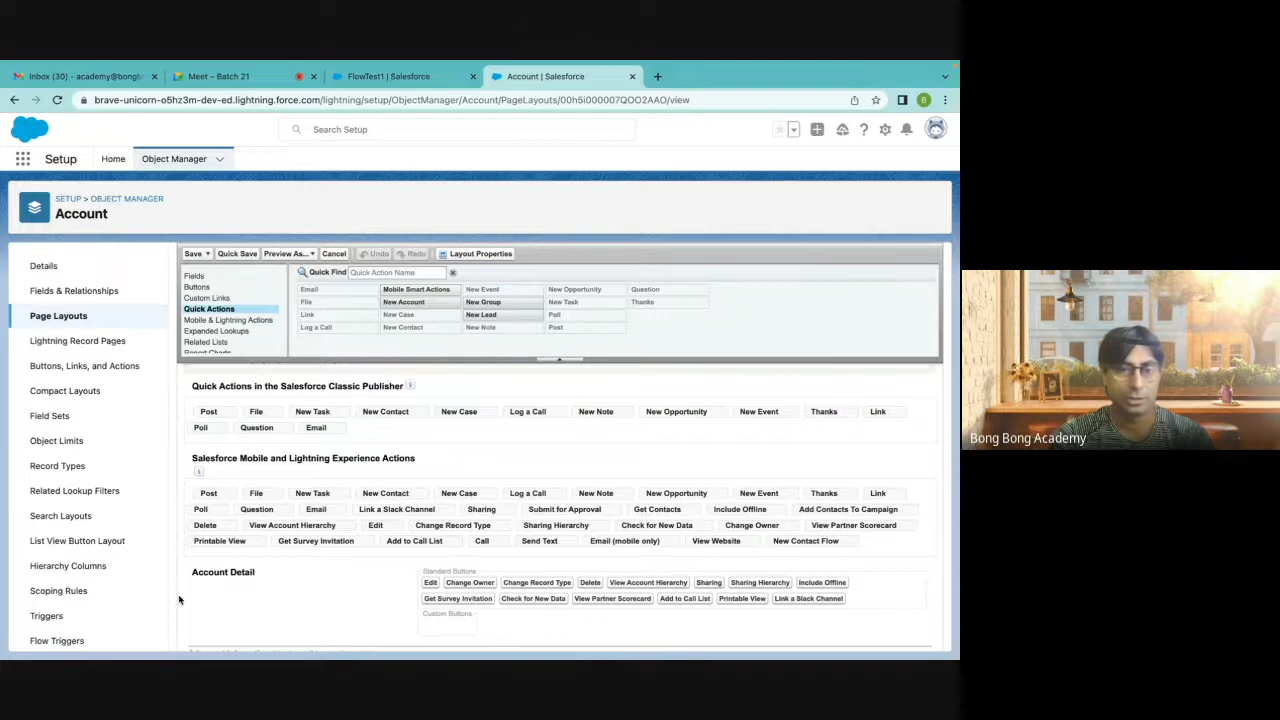 Inbox (30) - academy@bongb
Meet – Batch 21
FlowTest1 | Salesforce
Account | Salesforce
brave-unicorn-o5hz3m-dev-ed.lightning.force.com/lightning/setup/ObjectManager/Account/PageLayouts/00h5i000007QOO2AAO/view
B
Search Setup
Setup
Home
Object Manager
SETUP > OBJECT MANAGER
Account
Details
Fields & Relationships
Page Layouts
Lightning Record Pages
Buttons, Links, and Actions
Compact Layouts
Field Sets
Object Limits
Record Types
Related Lookup Filters
Search Layouts
List View Button Layout
Hierarchy Columns
Scoping Rules
Triggers
Flow Triggers
Save Quick Save Preview As... Cancel Undo Redo Layout Properties
Fields
Buttons
Custom Links
Quick Actions
Mobile & Lightning Actions
Expanded Lookups
Related Lists
Report Charts
Quick Find Quick Action Name
Email Mobile Smart Actions New Event New Opportunity Question
File New Account New Group New Task Thanks
Link New Case New Lead Poll
Log a Call New Contact New Note Post
Quick Actions in the Salesforce Classic Publisher
Post File New Task New Contact New Case Log a Call New Note New Opportunity New Event Thanks Link
Poll Question Email
Salesforce Mobile and Lightning Experience Actions
Post File New Task New Contact New Case Log a Call New Note New Opportunity New Event Thanks Link
Poll Question Email Link a Slack Channel Sharing Submit for Approval Get Contacts Include Offline Add Contacts To Campaign
Delete View Account Hierarchy Edit Change Record Type Sharing Hierarchy Check for New Data Change Owner View Partner Scorecard
Printable View Get Survey Invitation Add to Call List Call Send Text Email (mobile only) View Website New Contact Flow
Account Detail
Standard Buttons
Edit Change Owner Change Record Type Delete View Account Hierarchy Sharing Sharing Hierarchy Include Offline
Get Survey Invitation Check for New Data View Partner Scorecard Add to Call List Printable View Link a Slack Channel
Custom Buttons
Bong Bong Academy